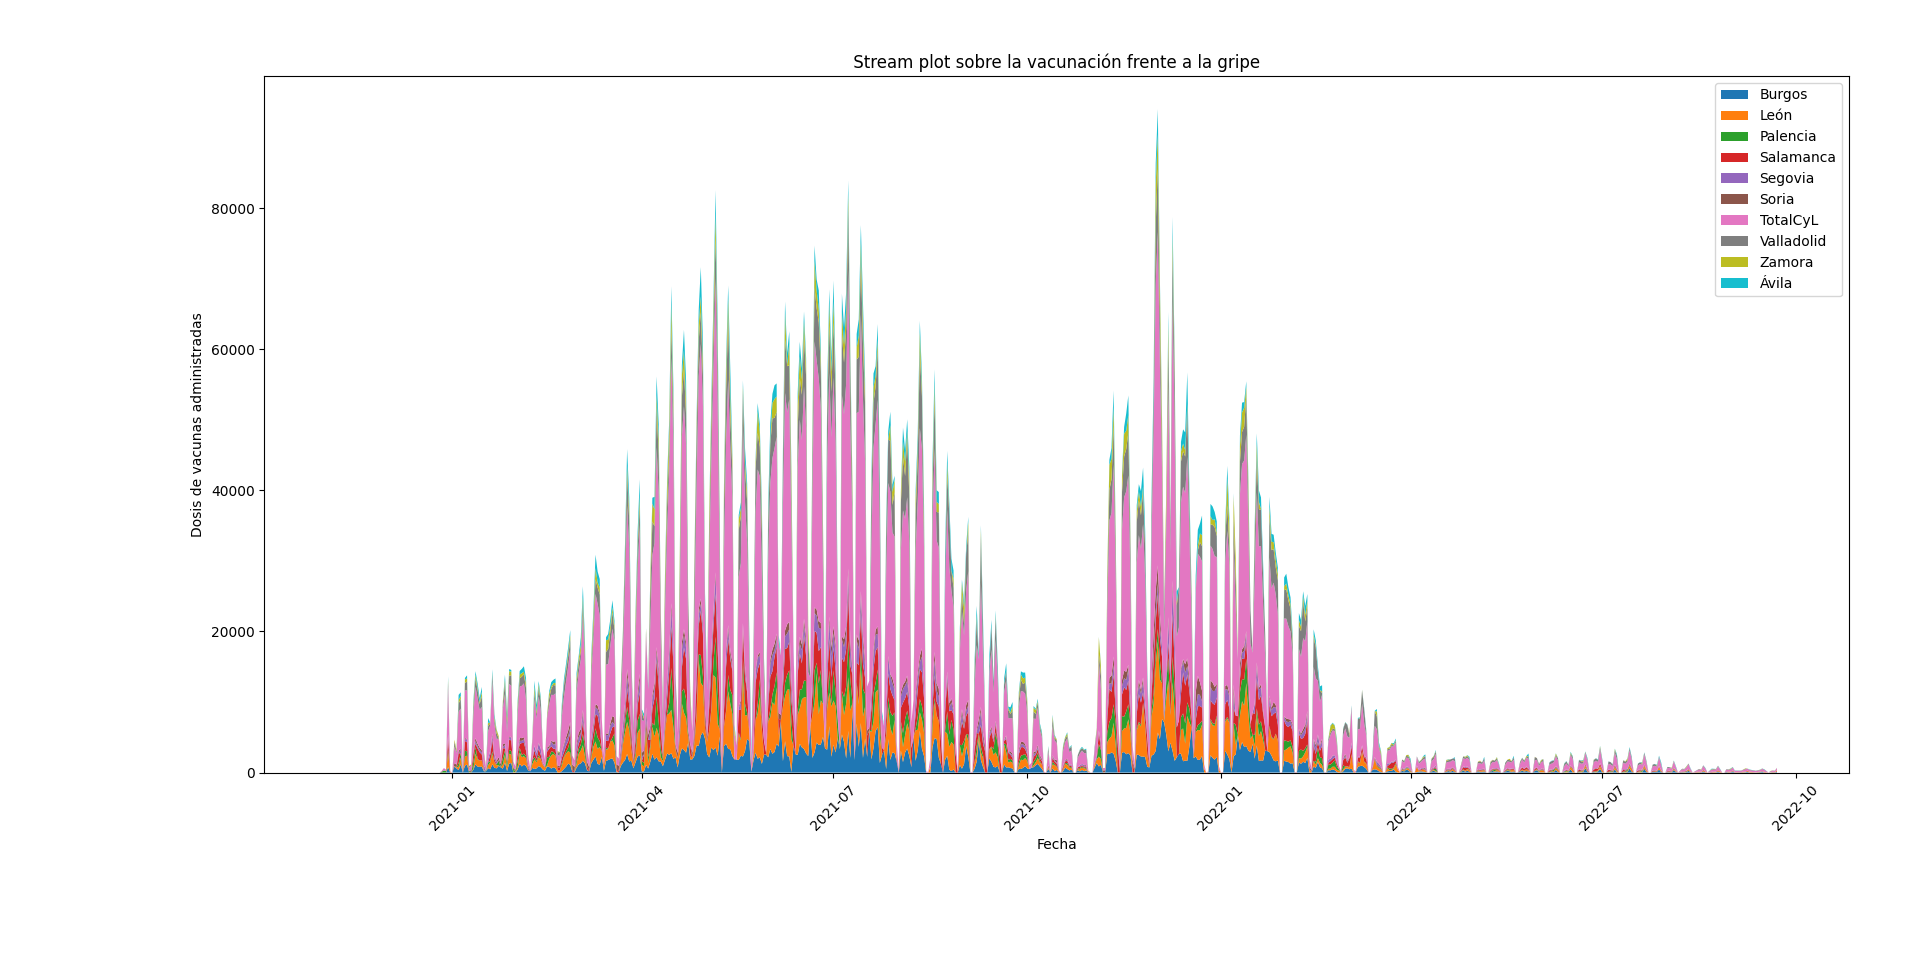 Stream plot sobre la vacunación frente a la gripe
Burgos
León
Palencia
Salamanca
Segovia
Soria
TotalCyL
Valladolid
Zamora
Ávila
Dosis de vacunas administradas
80000
60000
40000
20000
0
2021-01
2021-04
2021-07
2021-10
2022-01
2022-04
2022-07
2022-10
Fecha